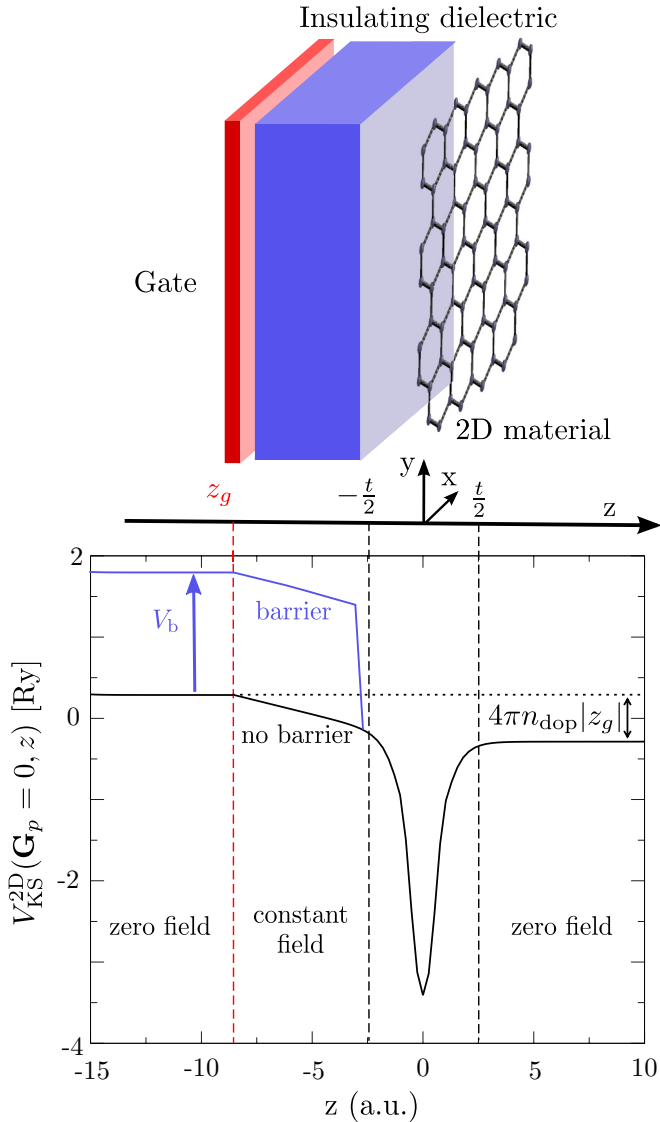 Insulating dielectric
Gate
2D material
z_g
-t/2
y
x
t/2
z
2
0
-2
-4
V_KS^2D(G_p = 0, z) [Ry]
V_b
barrier
no barrier
4πn_dop|z_g|
zero field
constant
field
zero field
-15
-10
-5
0
5
10
z (a.u.)